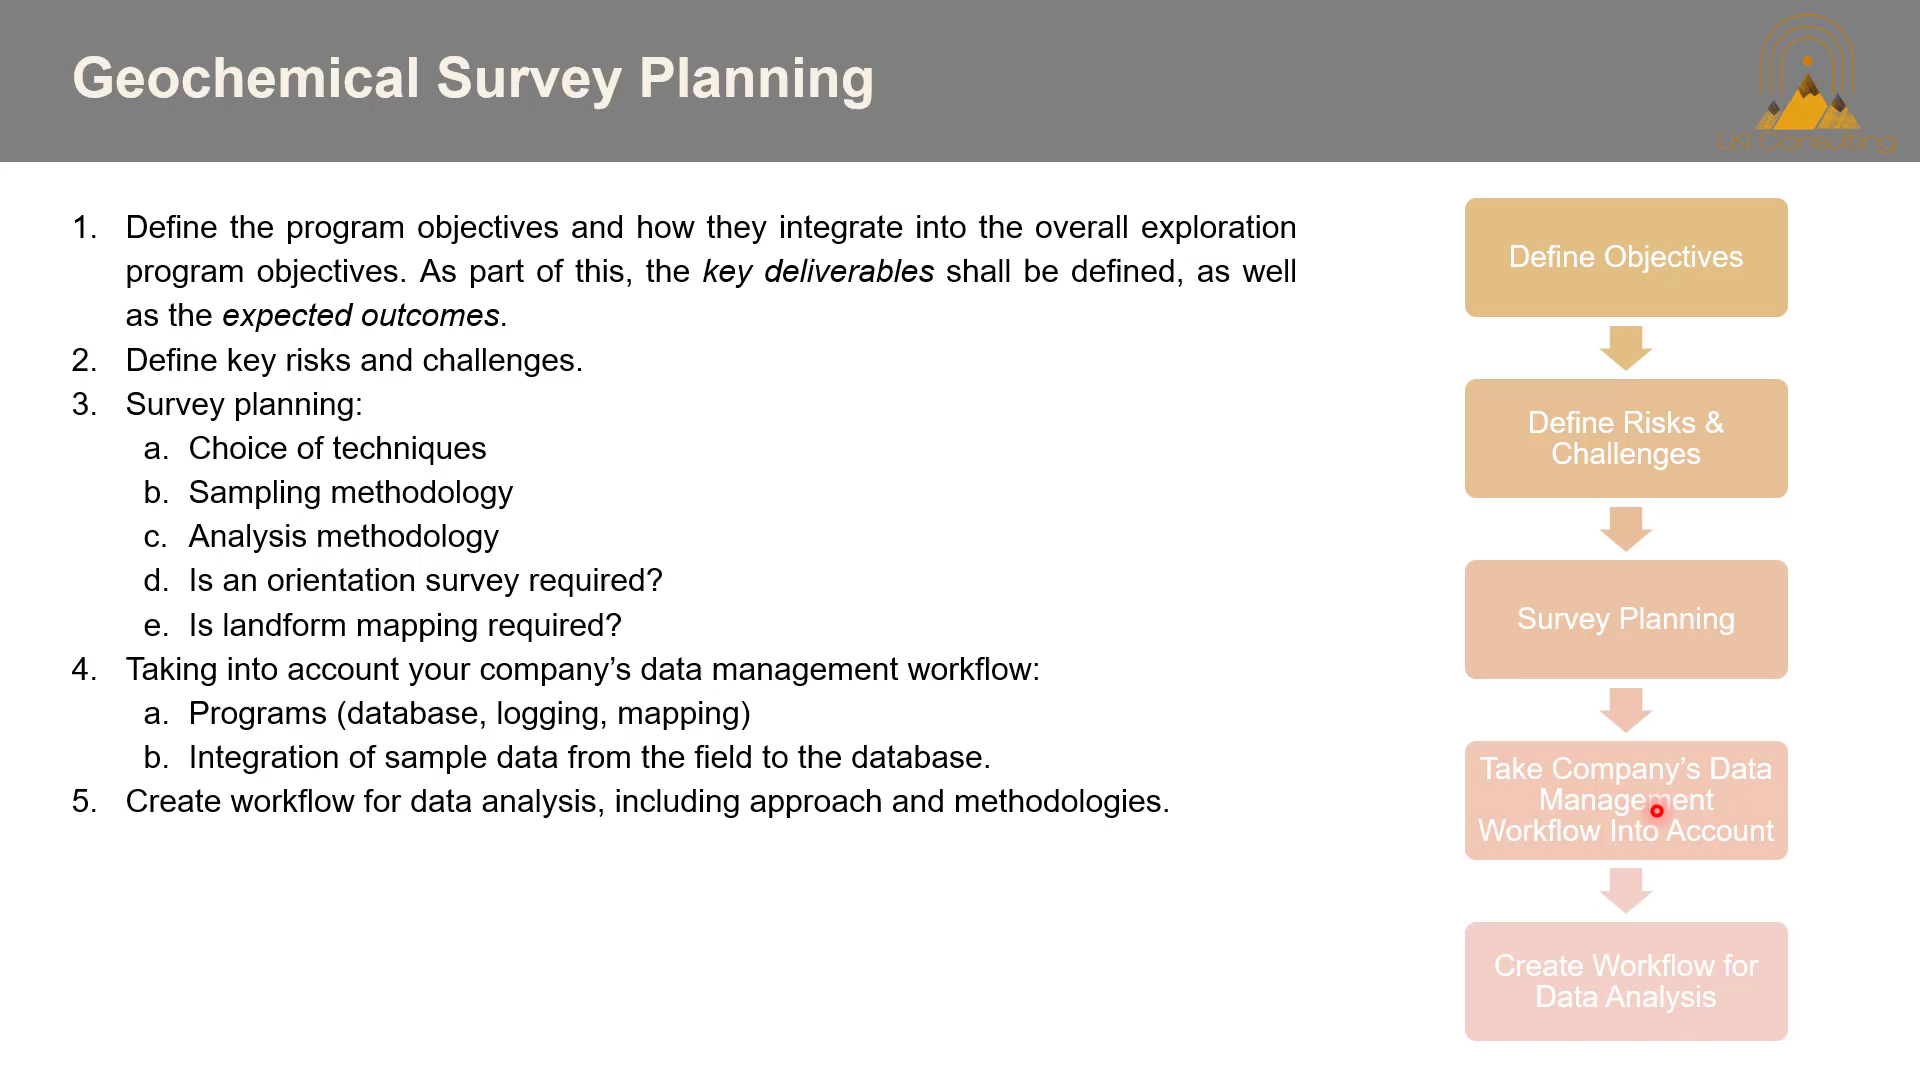 Geochemical Survey Planning
LKI Consulting
1. Define the program objectives and how they integrate into the overall exploration
program objectives. As part of this, the key deliverables shall be defined, as well
as the expected outcomes.
2. Define key risks and challenges.
3. Survey planning:
a. Choice of techniques
b. Sampling methodology
c. Analysis methodology
d. Is an orientation survey required?
e. Is landform mapping required?
4. Taking into account your company’s data management workflow:
a. Programs (database, logging, mapping)
b. Integration of sample data from the field to the database.
5. Create workflow for data analysis, including approach and methodologies.
Define Objectives
Define Risks &
Challenges
Survey Planning
Take Company’s Data
Management
Workflow Into Account
Create Workflow for
Data Analysis